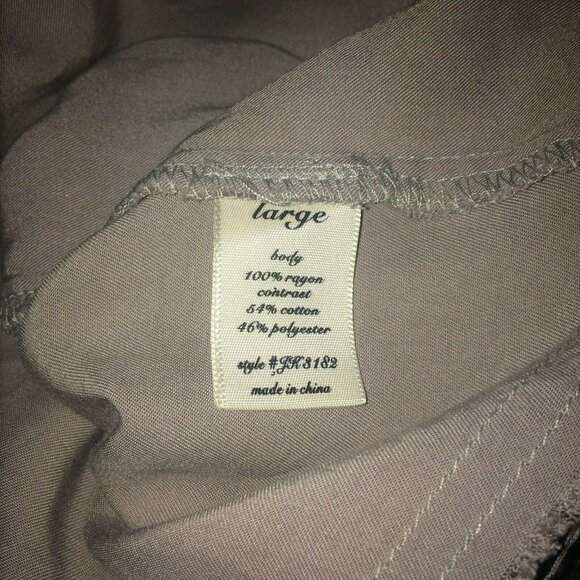 large
body
100% rayon
contrast
54% cotton
46% polyester
style #JK8182
made in china